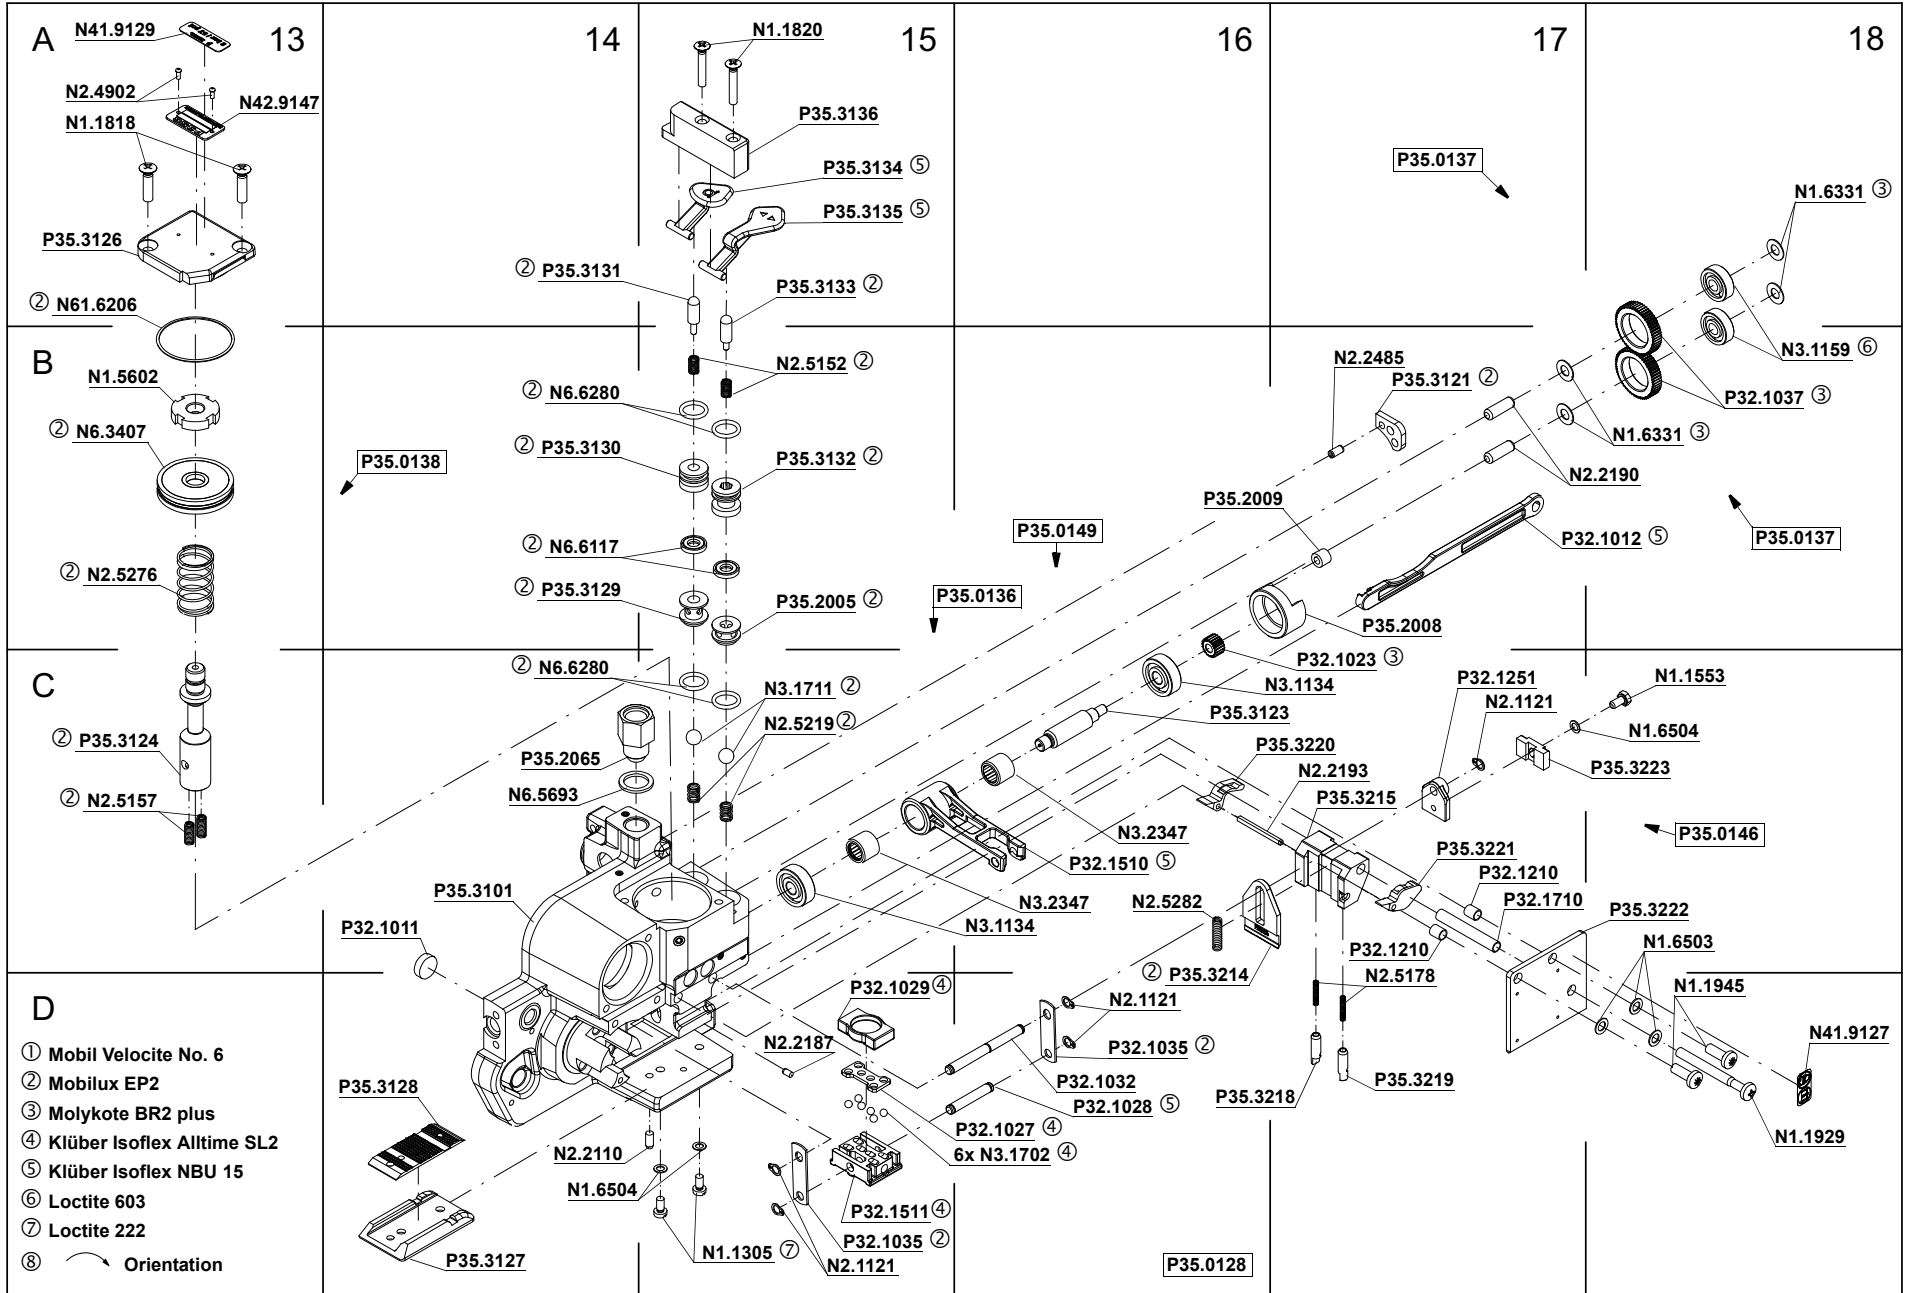 A
13
14
15
16
17
18
N41.9129
N2.4902
N42.9147
N1.1818
P35.3126
② N61.6206
N1.1820
P35.3136
P35.3134 ⑤
P35.3135 ⑤
② P35.3131
P35.3133 ②
P35.0137
N1.6331 ③
B
N1.5602
② N6.3407
② N2.5276
P35.0138
N2.5152 ②
② N6.6280
② P35.3130
P35.3132 ②
② N6.6117
② P35.3129
P35.2005 ②
P35.0149
P35.0136
N2.2485
P35.3121 ②
N3.1159 ⑥
P32.1037 ③
N1.6331 ③
N2.2190
P35.2009
P32.1012 ⑤
P35.0137
P35.2008
P32.1023 ③
C
② P35.3124
② N2.5157
② N6.6280
N3.1711 ②
N2.5219 ②
P35.2065
N6.5693
N3.1134
P35.3123
P32.1251
N2.1121
N1.1553
N1.6504
P35.3223
P35.3220
N2.2193
P35.3215
P35.0146
N3.2347
P32.1510 ⑤
P35.3101
P32.1011
N3.2347
N3.1134
N2.5282
P35.3221
P32.1210
P32.1710
P35.3222
P32.1210
N1.6503
② P35.3214
N2.5178
D
① Mobil Velocite No. 6
② Mobilux EP2
③ Molykote BR2 plus
④ Klüber Isoflex Alltime SL2
⑤ Klüber Isoflex NBU 15
⑥ Loctite 603
⑦ Loctite 222
⑧ Orientation
P35.3128
P35.3127
N2.2110
N1.6504
N1.1305 ⑦
N2.2187
P32.1029 ④
N2.1121
P32.1035 ②
P32.1032
P32.1028 ⑤
P32.1027 ④
6x N3.1702 ④
P32.1511 ④
P32.1035 ②
N2.1121
P35.3218
P35.3219
N1.1945
N41.9127
N1.1929
P35.0128